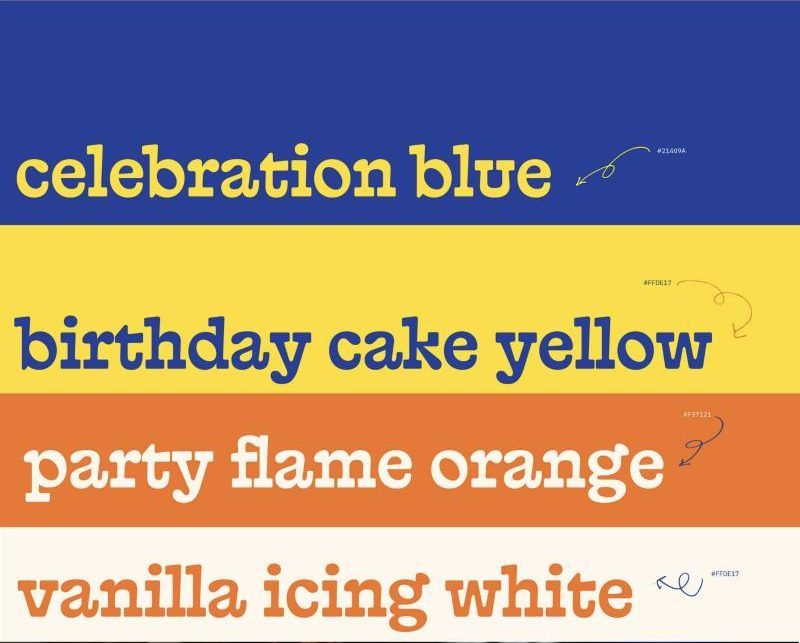 celebration blue
#21409A
#FFDE17
birthday cake yellow
#F37121
party flame orange
vanilla icing white
#FFDE17